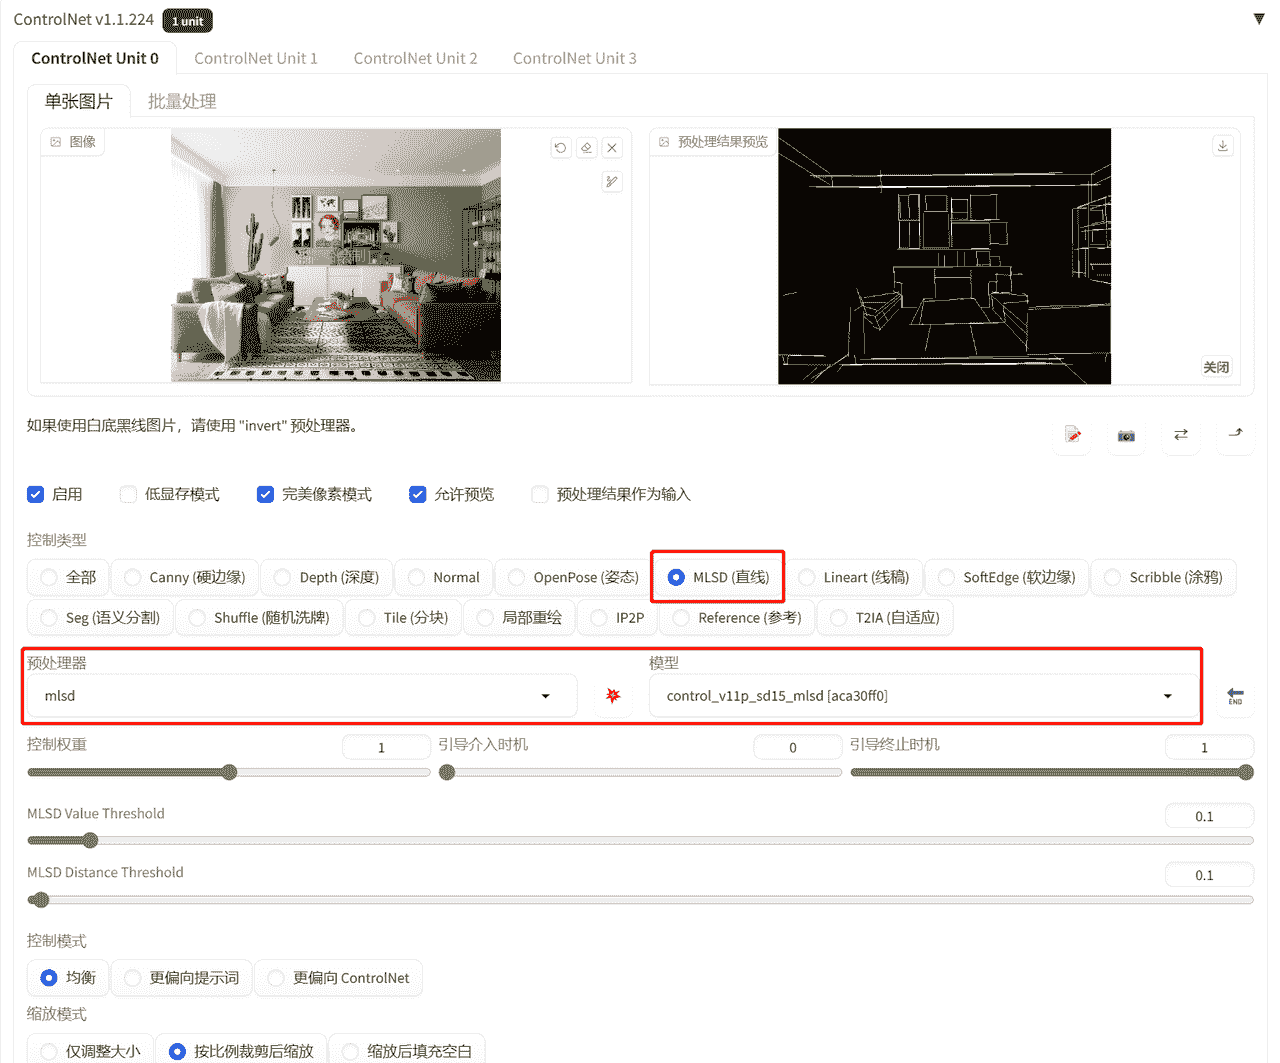 ControlNet v1.1.224 1 unit
ControlNet Unit 0 ControlNet Unit 1 ControlNet Unit 2 ControlNet Unit 3
单张图片 批量处理
图像 预处理结果预览
关闭
如果使用白底黑线图片，请使用 "invert" 预处理器。
启用 低显存模式 完美像素模式 允许预览 预处理结果作为输入
控制类型
全部 Canny (硬边缘) Depth (深度) Normal OpenPose (姿态) MLSD (直线) Lineart (线稿) SoftEdge (软边缘) Scribble (涂鸦)
Seg (语义分割) Shuffle (随机洗牌) Tile (分块) 局部重绘 IP2P Reference (参考) T2IA (自适应)
预处理器 模型
mlsd control_v11p_sd15_mlsd [aca30ff0] END
控制权重 1 引导介入时机 0 引导终止时机 1
MLSD Value Threshold 0.1
MLSD Distance Threshold 0.1
控制模式
均衡 更偏向提示词 更偏向 ControlNet
缩放模式
仅调整大小 按比例裁剪后缩放 缩放后填充空白